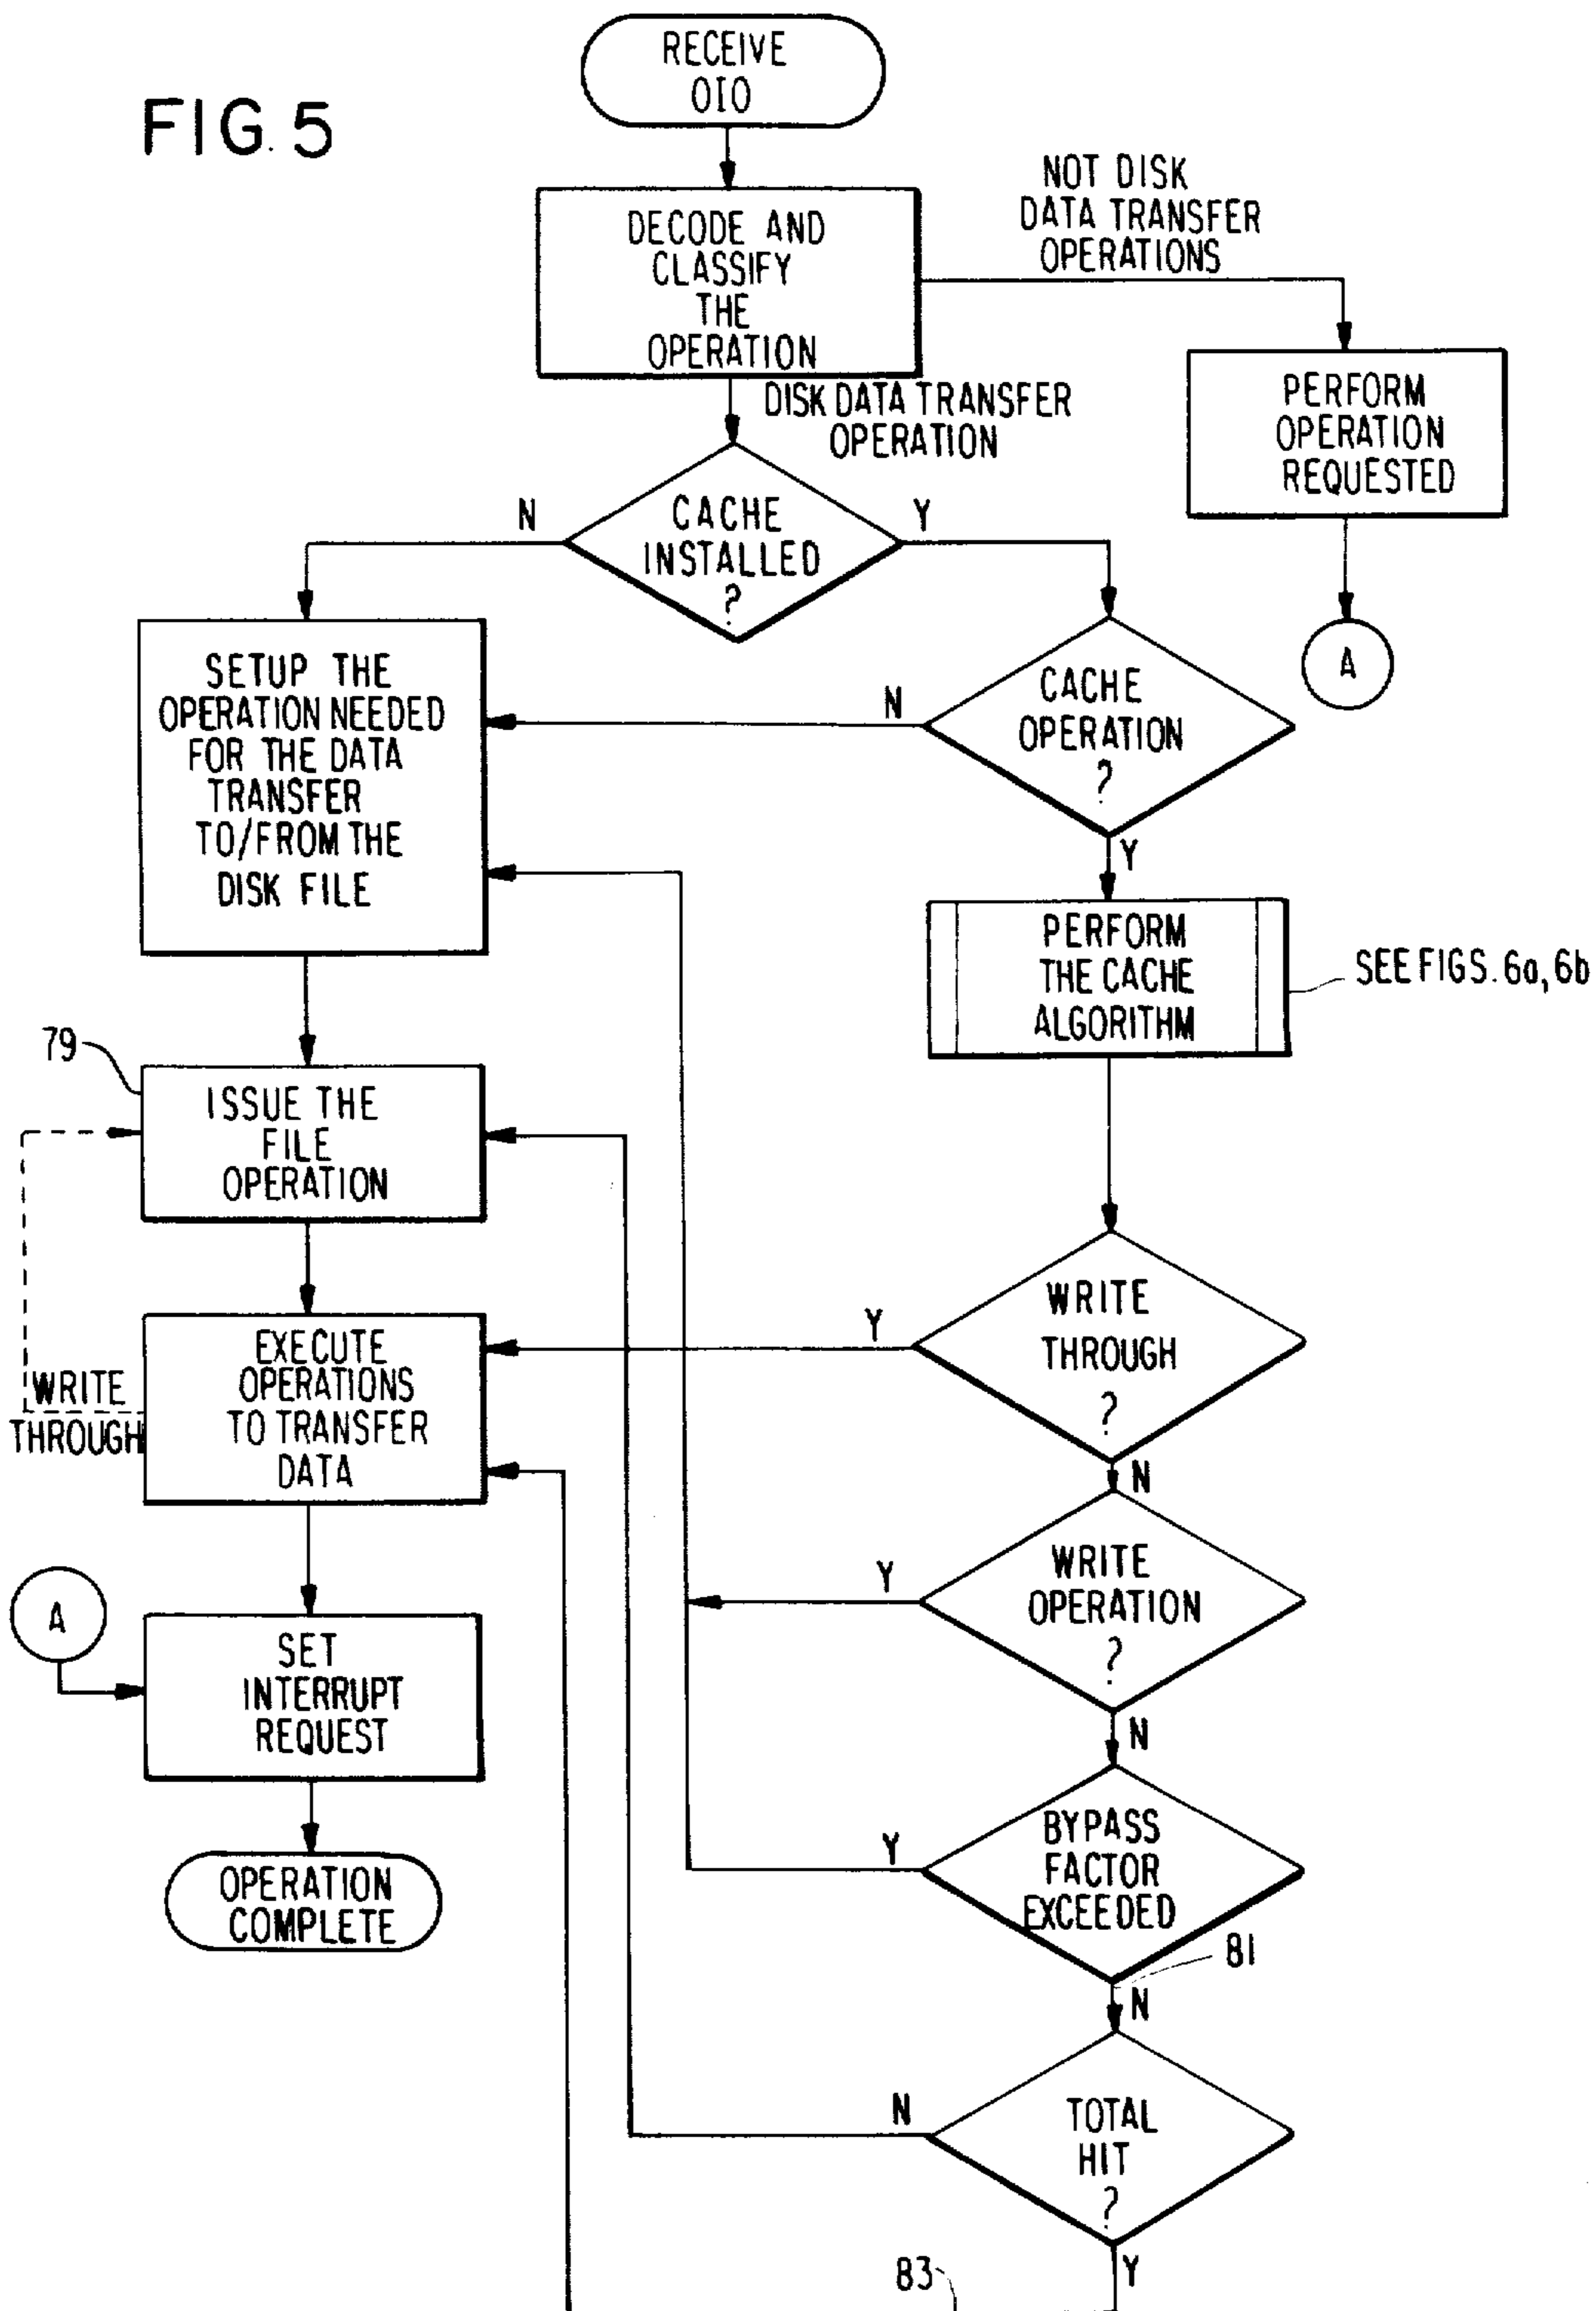 FIG. 5
RECEIVE
OIO
DECODE AND
CLASSIFY
THE
OPERATION
NOT DISK
DATA TRANSFER
OPERATIONS
PERFORM
OPERATION
REQUESTED
A
DISK DATA TRANSFER
OPERATION
N
CACHE
INSTALLED
?
Y
SETUP THE
OPERATION NEEDED
FOR THE DATA
TRANSFER
TO/FROM THE
DISK FILE
N
CACHE
OPERATION
?
Y
PERFORM
THE CACHE
ALGORITHM
SEE FIGS. 6a, 6b
79
ISSUE THE
FILE
OPERATION
Y
WRITE
THROUGH
?
N
EXECUTE
OPERATIONS
TO TRANSFER
DATA
WRITE
THROUGH
Y
WRITE
OPERATION
?
N
A
SET
INTERRUPT
REQUEST
OPERATION
COMPLETE
Y
BYPASS
FACTOR
EXCEEDED
81
N
N
TOTAL
HIT
?
Y
83